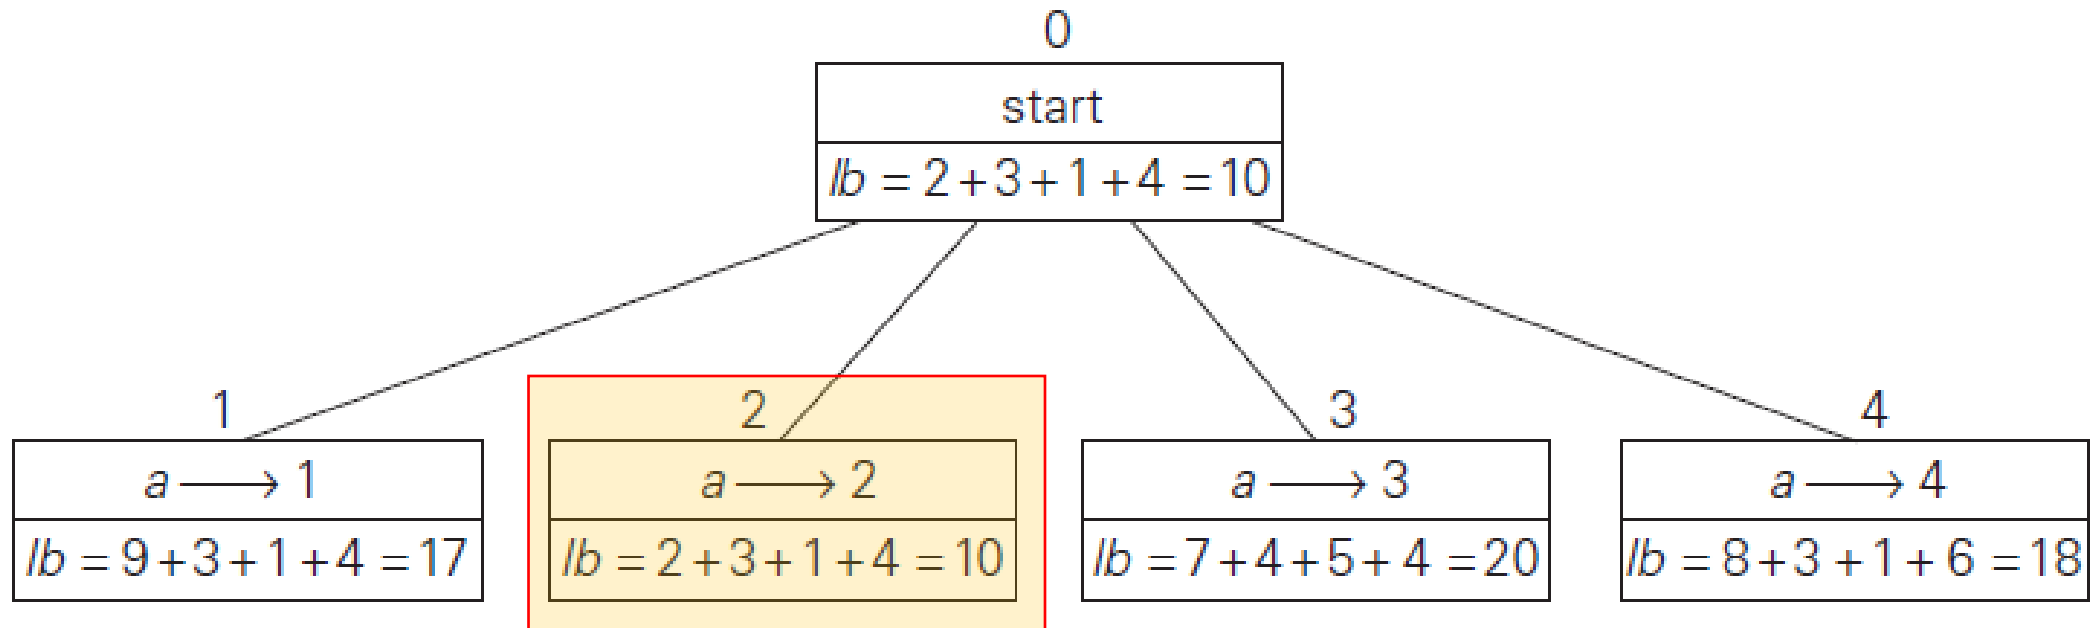 0
start
lb = 2+3+1+4 = 10
1
2
3
4
a ⟶ 1
a ⟶ 2
a ⟶ 3
a ⟶ 4
lb = 9+3+1+4 = 17
lb = 2+3+1+4 = 10
lb = 7+4+5+4 = 20
lb = 8+3+1+6 = 18